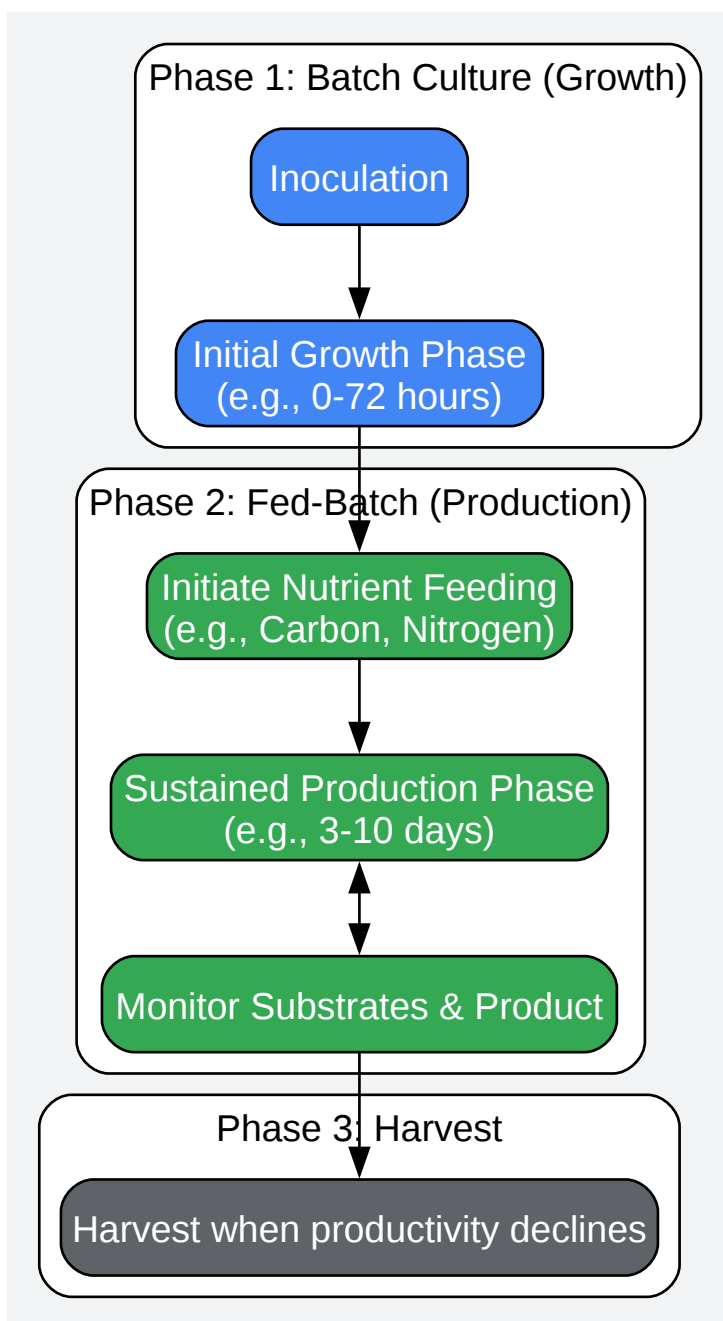 Phase 1: Batch Culture (Growth)
Inoculation
Initial Growth Phase
(e.g., 0-72 hours)
Phase 2: Fed-Batch (Production)
Initiate Nutrient Feeding
(e.g., Carbon, Nitrogen)
Sustained Production Phase
(e.g., 3-10 days)
Monitor Substrates & Product
Phase 3: Harvest
Harvest when productivity declines